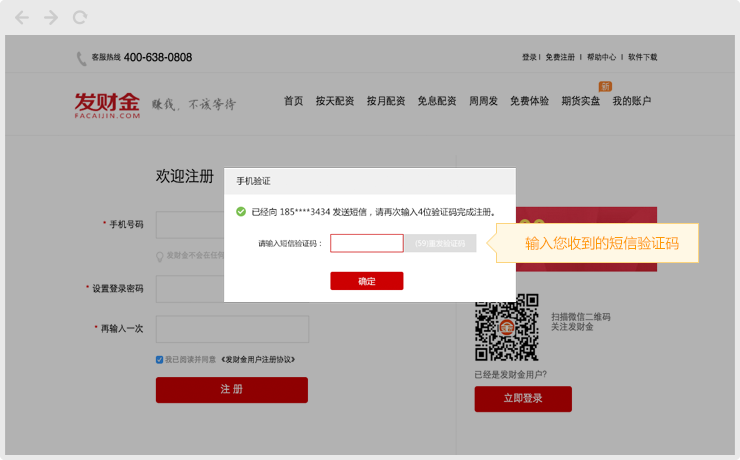 客服热线 400-638-0808
登录 | 免费注册 | 帮助中心 | 软件下载
发财金
FACAIJIN.COM
赚钱，不该等待
首页 按天配资 按月配资 免息配资 周周发 免费体验 期货实盘 我的账户
欢迎注册
手机验证
已经向 185****3434 发送短信，请再次输入4位验证码完成注册。
* 手机号码
请输入短信验证码：
(59)重发验证码
输入您收到的短信验证码
发财金不会在任何
确定
* 设置登录密码
* 再输入一次
扫描微信二维码
关注发财金
我已阅读并同意 《发财金用户注册协议》
已经是发财金用户?
注 册
立即登录